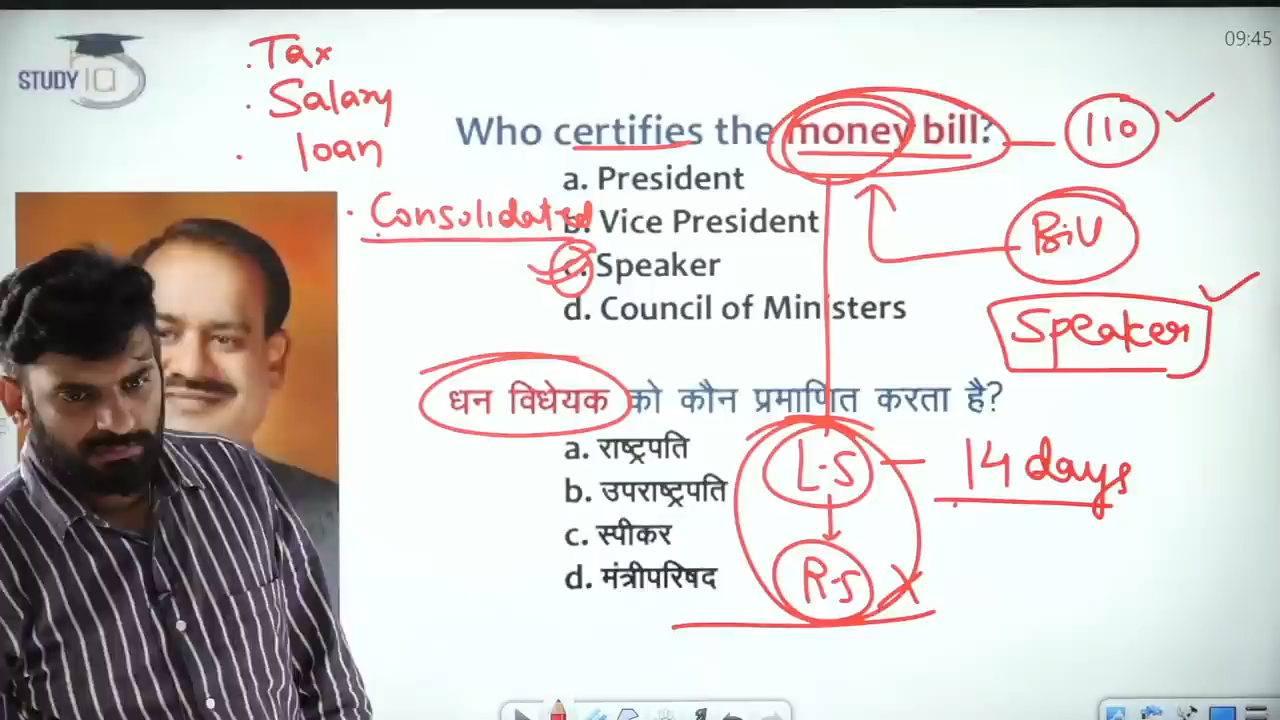 09:45
STUDY IQ
. Tax
. Salary
. loan
. Consolidated
Who certifies the money bill?
110
a. President
b. Vice President
Bill
c. Speaker
d. Council of Ministers
Speaker
धन विधेयक को कौन प्रमाणित करता है?
a. राष्ट्रपति
b. उपराष्ट्रपति
c. स्पीकर
d. मंत्रीपरिषद
L.S
14 days
R.S